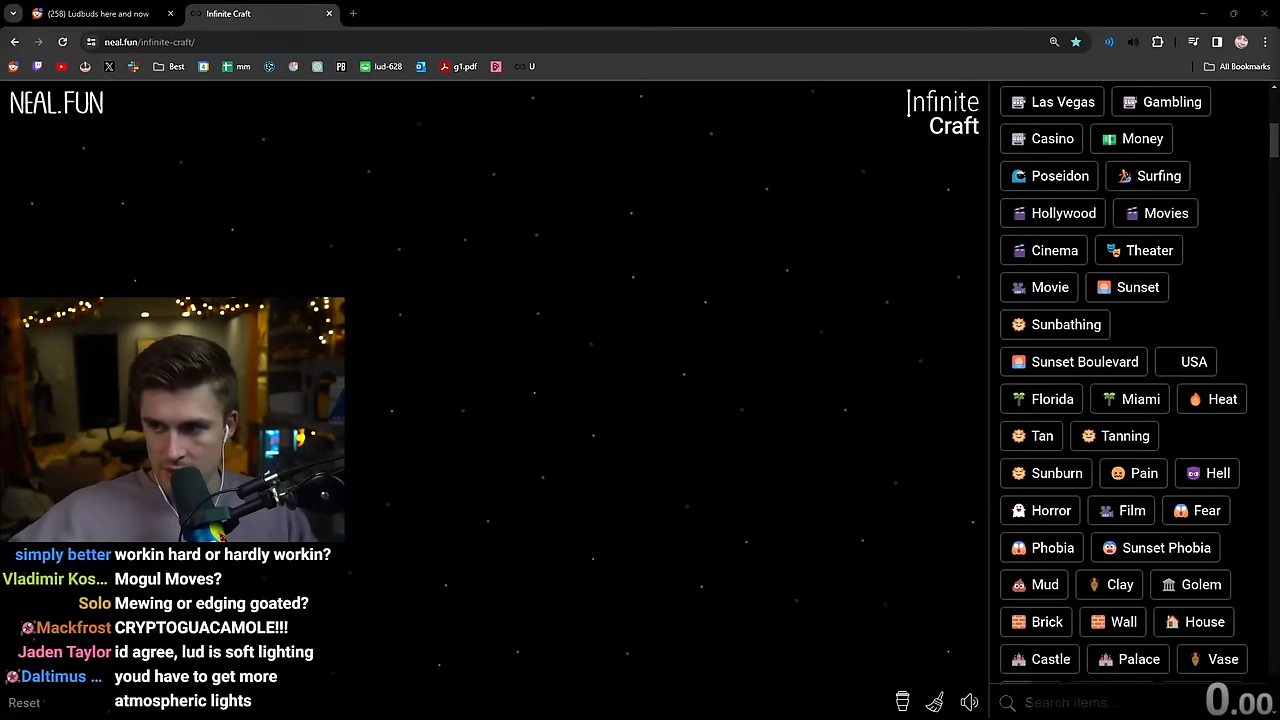 (258) Ludbuds here and now
Infinite Craft
neal.fun/infinite-craft/
Best
mm
lud-628
g1.pdf
U
All Bookmarks
NEAL.FUN
Infinite
Craft
Las Vegas
Gambling
Casino
Money
Poseidon
Surfing
Hollywood
Movies
Cinema
Theater
Movie
Sunset
Sunbathing
Sunset Boulevard
USA
Florida
Miami
Heat
Tan
Tanning
Sunburn
Pain
Hell
Horror
Film
Fear
Phobia
Sunset Phobia
Mud
Clay
Golem
Brick
Wall
House
Castle
Palace
Vase
simply better workin hard or hardly workin?
Vladimir Kos... Mogul Moves?
Solo Mewing or edging goated?
Mackfrost CRYPTOGUACAMOLE!!!
Jaden Taylor id agree, lud is soft lighting
Daltimus ... youd have to get more
atmospheric lights
Reset
Search items...
0.00